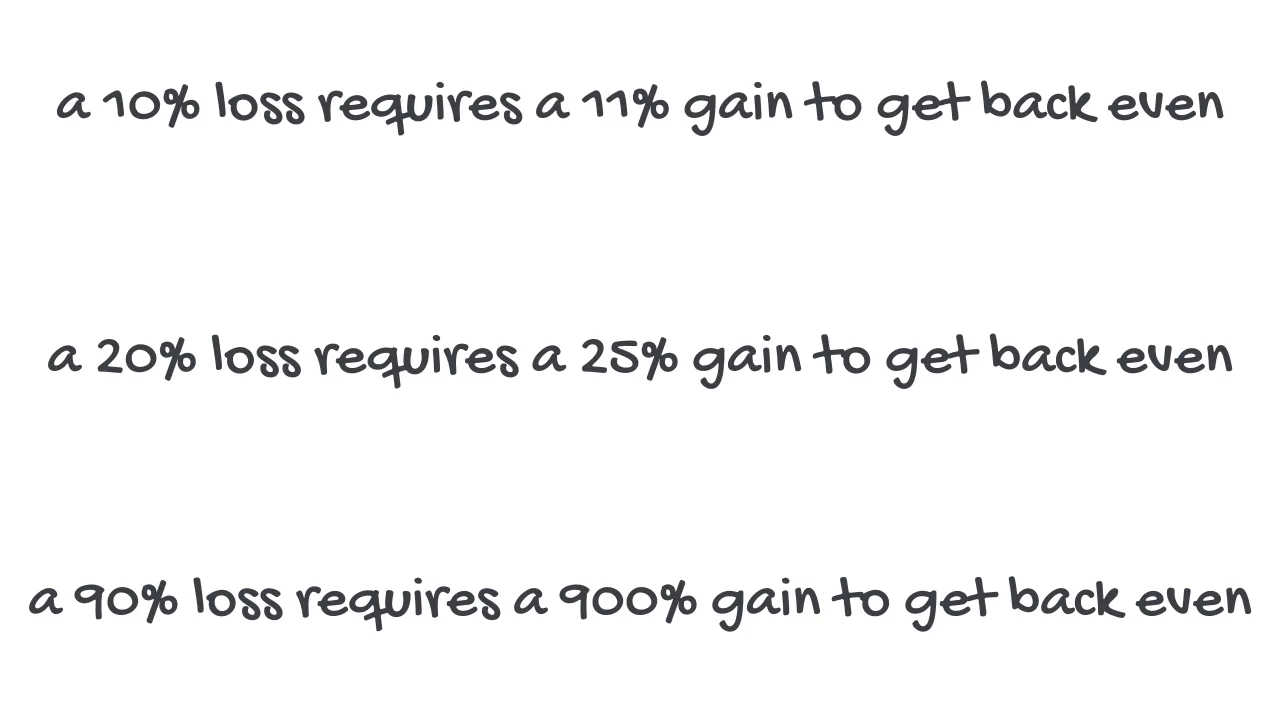 a 10% loss requires a 11% gain to get back even
a 20% loss requires a 25% gain to get back even
a 90% loss requires a 900% gain to get back even